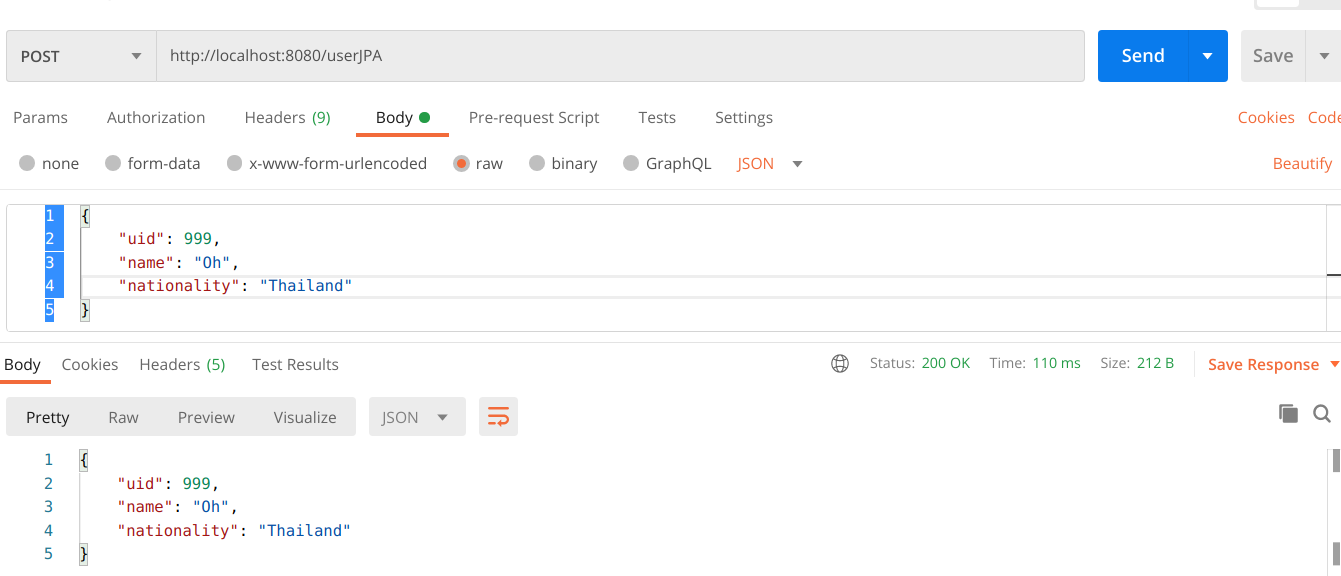 POST http://localhost:8080/userJPA Send Save
Params Authorization Headers (9) Body Pre-request Script Tests Settings Cookies Code
none form-data x-www-form-urlencoded raw binary GraphQL JSON Beautify
1 {
2 "uid": 999,
3 "name": "Oh",
4 "nationality": "Thailand"
5 }
Body Cookies Headers (5) Test Results Status: 200 OK Time: 110 ms Size: 212 B Save Response
Pretty Raw Preview Visualize JSON
1 {
2 "uid": 999,
3 "name": "Oh",
4 "nationality": "Thailand"
5 }